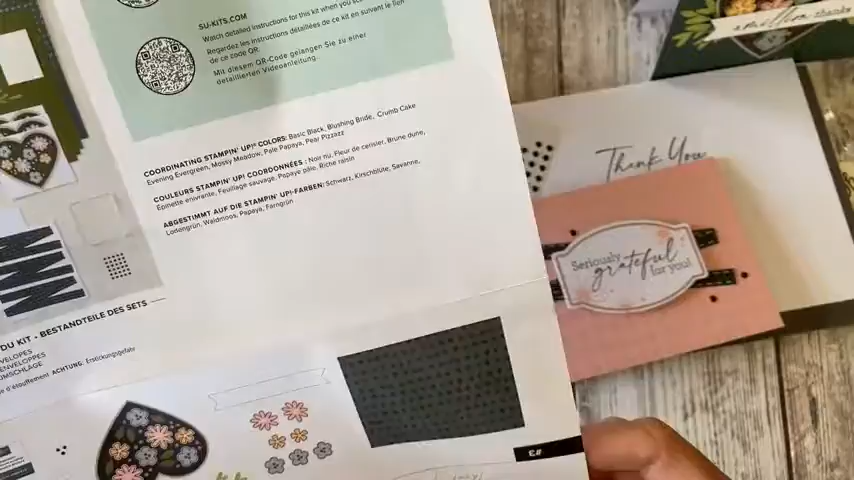 SU-KITS.COM
Watch detailed instructions for this kit when you sc
Regardez les instructions détaillées de ce kit en suivant le lien
de ce code QR.
Mit diesem QR-Code gelangen Sie zu einer
detaillierten Videoanleitung.
COORDINATING STAMPIN' UP!® COLORS: Basic Black, Blushing Bride, Crumb Cake
Evening Evergreen, Mossy Meadow, Pale Papaya, Pear Pizzazz
COULEURS STAMPIN' UP! COORDONNÉES : Noir nu, Fleur de cerisier, Brune dune,
Épinette enivrante, Feuillage sauvage, Papaye pâle, Riche raisin
ABGESTIMMT AUF DIE STAMPIN' UP!-FARBEN: Schwarz, Kirschblüte, Savanne,
Lodengrün, Waldmoos, Papaya, Farngrün
DU KIT • BESTANDTEILE DES SETS
VELOPES
ENVELOPPES
UMSCHLÄGE
d'étouffement ACHTUNG: Erstickungsgefahr
#3
a million thanks
Thank You
Seriously
grateful
for you!